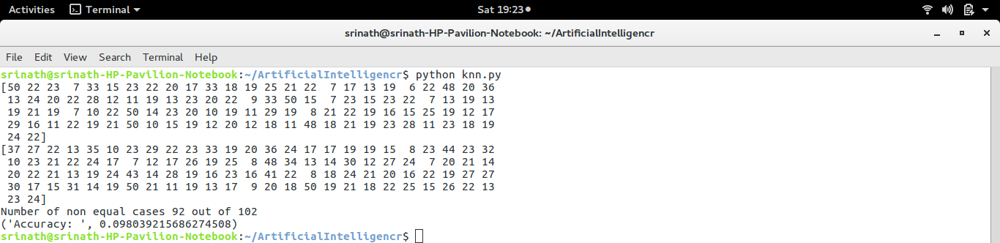 Activities Terminal Sat 19:23
srinath@srinath-HP-Pavilion-Notebook: ~/ArtificialIntelligencr
File Edit View Search Terminal Help
srinath@srinath-HP-Pavilion-Notebook:~/ArtificialIntelligencr$ python knn.py
[50 22 23  7 33 15 23 22 20 17 33 18 19 25 21 22  7 17 13 19  6 22 48 20 36
 13 24 20 22 28 12 11 19 13 23 20 22  9 33 50 15  7 23 15 23 22  7 13 19 13
 19 21 19  7 10 22 50 14 23 20 10 19 11 29 19  8 21 22 19 16 15 25 19 12 17
 29 16 11 22 19 21 50 10 15 19 12 20 12 18 11 48 18 21 19 23 28 11 23 18 19
 24 22]
[37 27 22 13 35 10 23 29 22 23 33 19 20 36 24 17 17 19 19 15  8 23 44 23 32
 10 23 21 22 24 17  7 12 17 26 19 25  8 48 34 13 14 30 12 27 24  7 20 21 14
 20 22 21 13 19 24 43 14 28 19 16 23 16 41 22  8 18 24 21 20 16 22 19 27 27
 30 17 15 31 14 19 50 21 11 19 13 17  9 20 18 50 19 21 18 22 25 15 26 22 13
 23 24]
Number of non equal cases 92 out of 102
('Accuracy: ', 0.098039215686274508)
srinath@srinath-HP-Pavilion-Notebook:~/ArtificialIntelligencr$